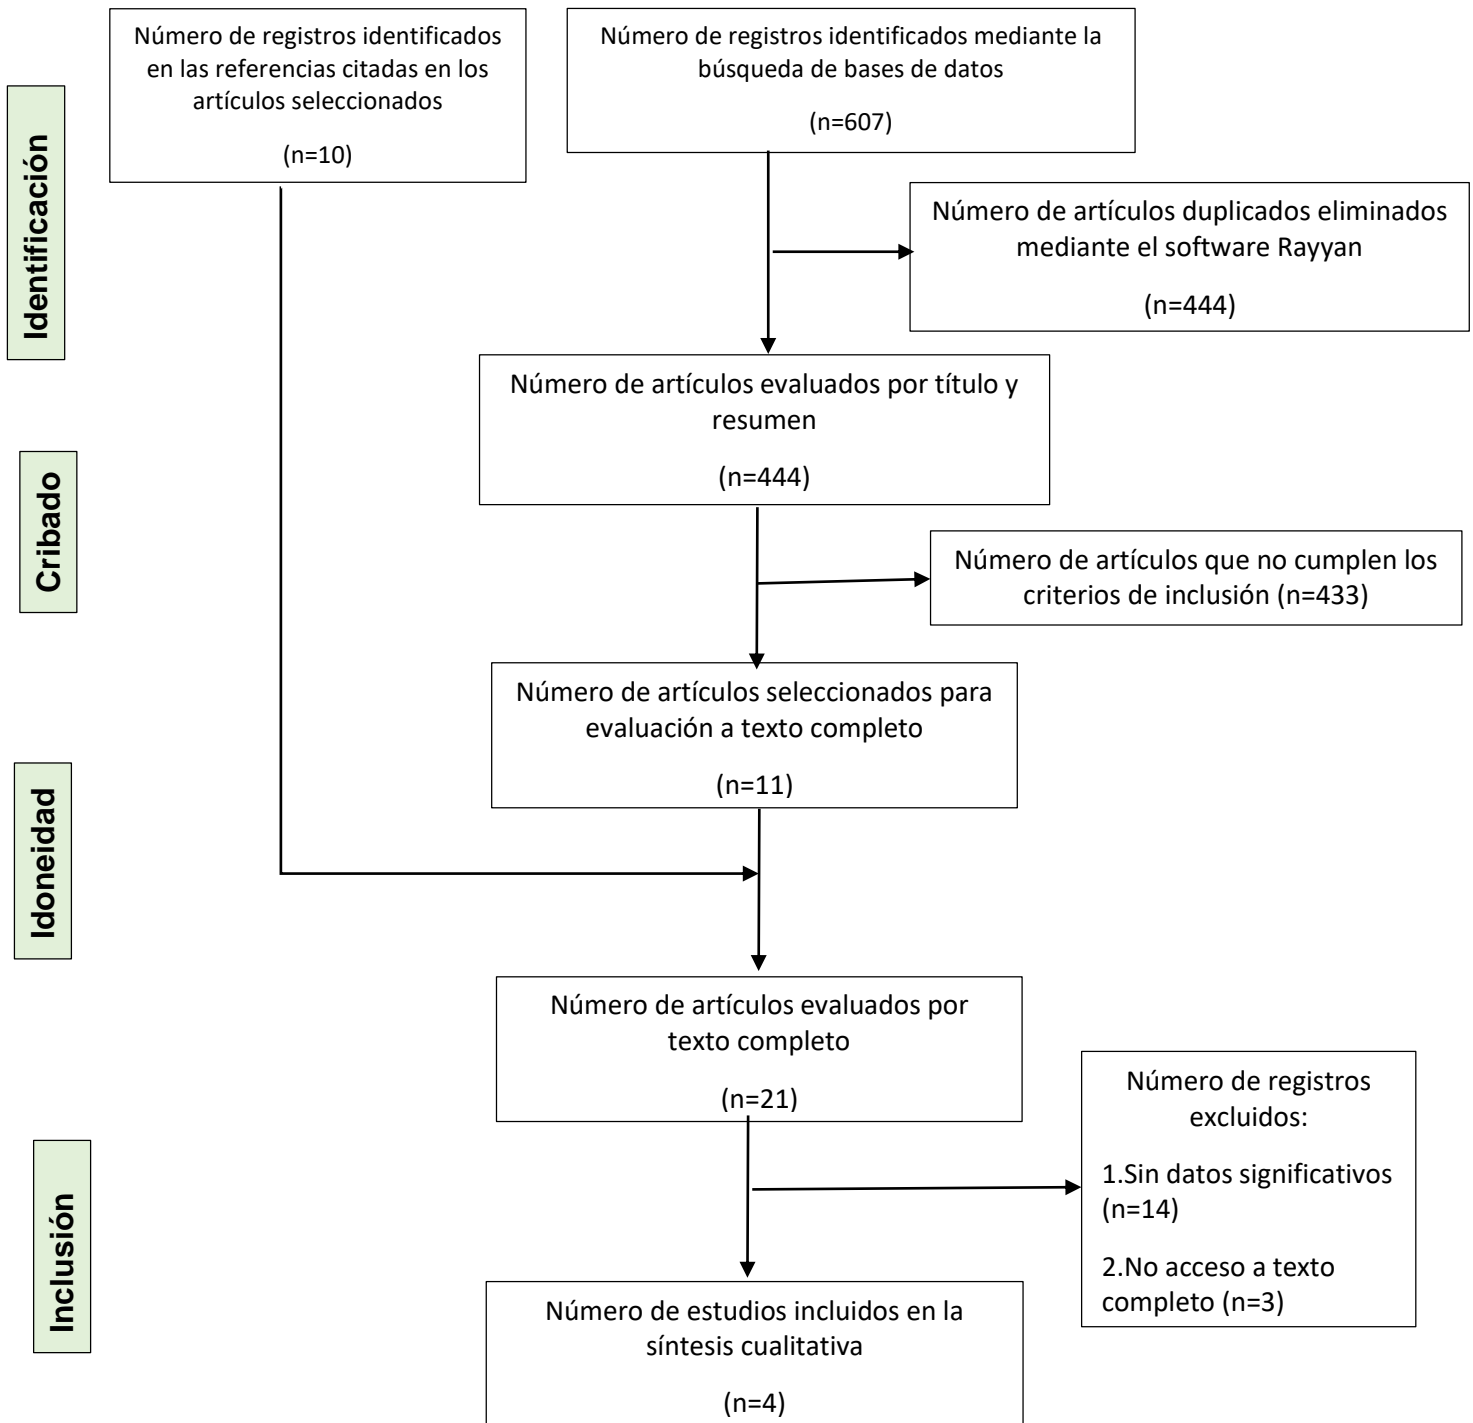 Número de registros identificados
en las referencias citadas en los
artículos seleccionados
(n=10)
Número de registros identificados mediante la
búsqueda de bases de datos
(n=607)
Identificación
Número de artículos duplicados eliminados
mediante el software Rayyan
(n=444)
Número de artículos evaluados por título y
resumen
(n=444)
Cribado
Número de artículos que no cumplen los
criterios de inclusión (n=433)
Número de artículos seleccionados para
evaluación a texto completo
(n=11)
Idoneidad
Número de artículos evaluados por
texto completo
(n=21)
Número de registros
excluidos:
1.Sin datos significativos
(n=14)
2.No acceso a texto
completo (n=3)
Inclusión
Número de estudios incluidos en la
síntesis cualitativa
(n=4)